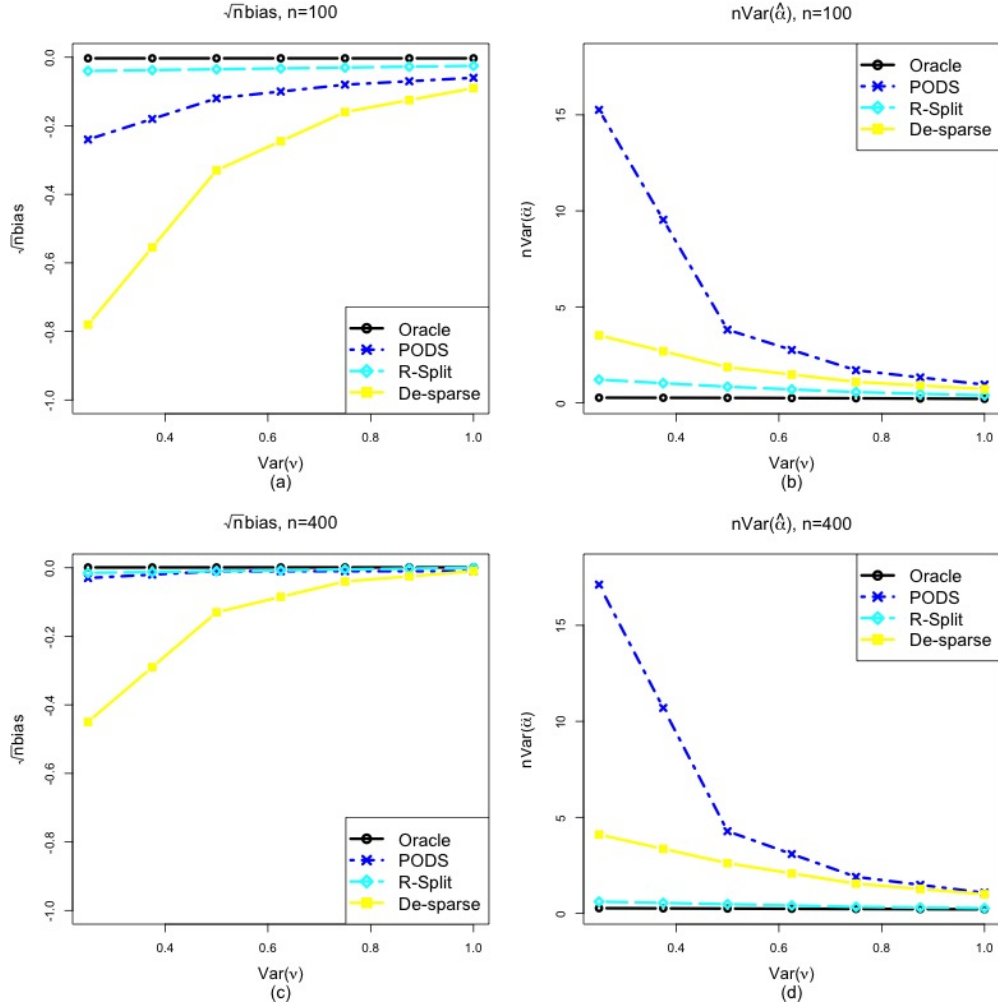 √nbias, n=100
0.0
-0.2
-0.4
-0.6
-0.8
-1.0
√nbias
Oracle
PODS
R-Split
De-sparse
0.4 0.6 0.8 1.0
Var(ν)
(a)
nVar(α̂), n=100
15
10
5
0
nVar(α̂)
Oracle
PODS
R-Split
De-sparse
0.4 0.6 0.8 1.0
Var(ν)
(b)
√nbias, n=400
0.0
-0.2
-0.4
-0.6
-0.8
-1.0
√nbias
Oracle
PODS
R-Split
De-sparse
0.4 0.6 0.8 1.0
Var(ν)
(c)
nVar(α̂), n=400
15
10
5
0
nVar(α̂)
Oracle
PODS
R-Split
De-sparse
0.4 0.6 0.8 1.0
Var(ν)
(d)